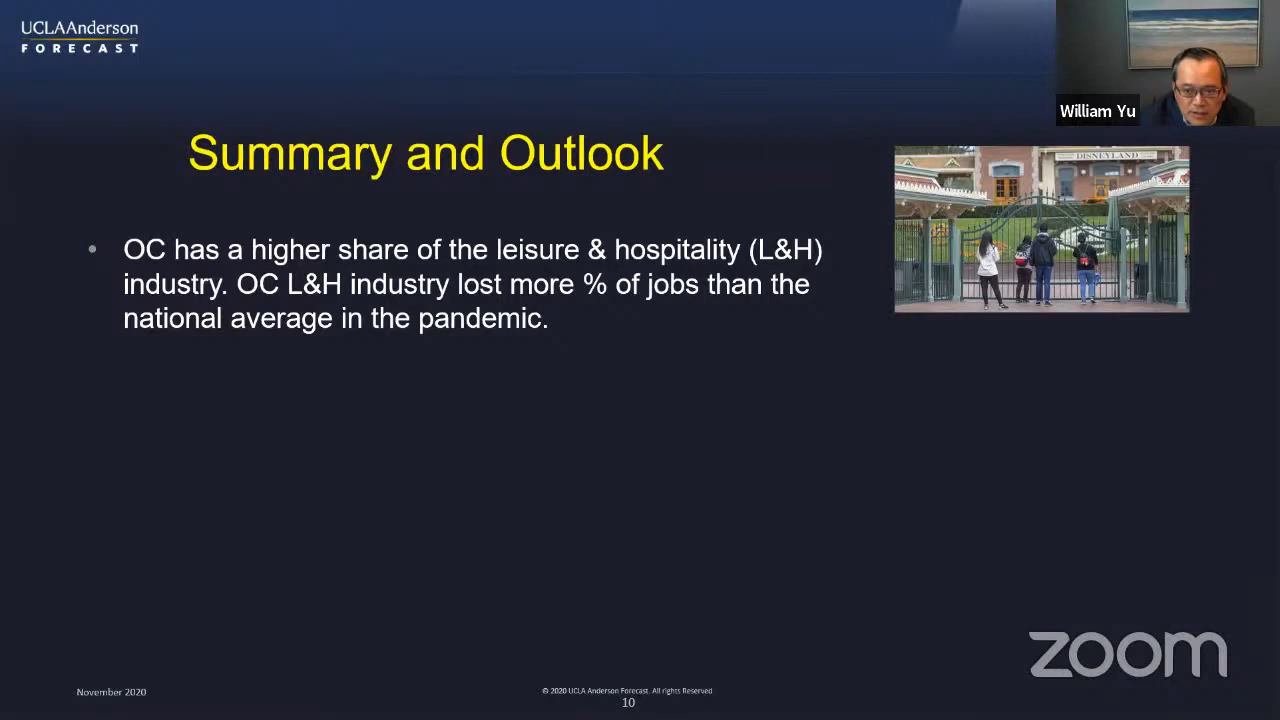 UCLAAnderson
FORECAST
William Yu
Summary and Outlook
DISNEYLAND
• OC has a higher share of the leisure & hospitality (L&H)
industry. OC L&H industry lost more % of jobs than the
national average in the pandemic.
zoom
November 2020
© 2020 UCLA Anderson Forecast. All rights Reserved
10